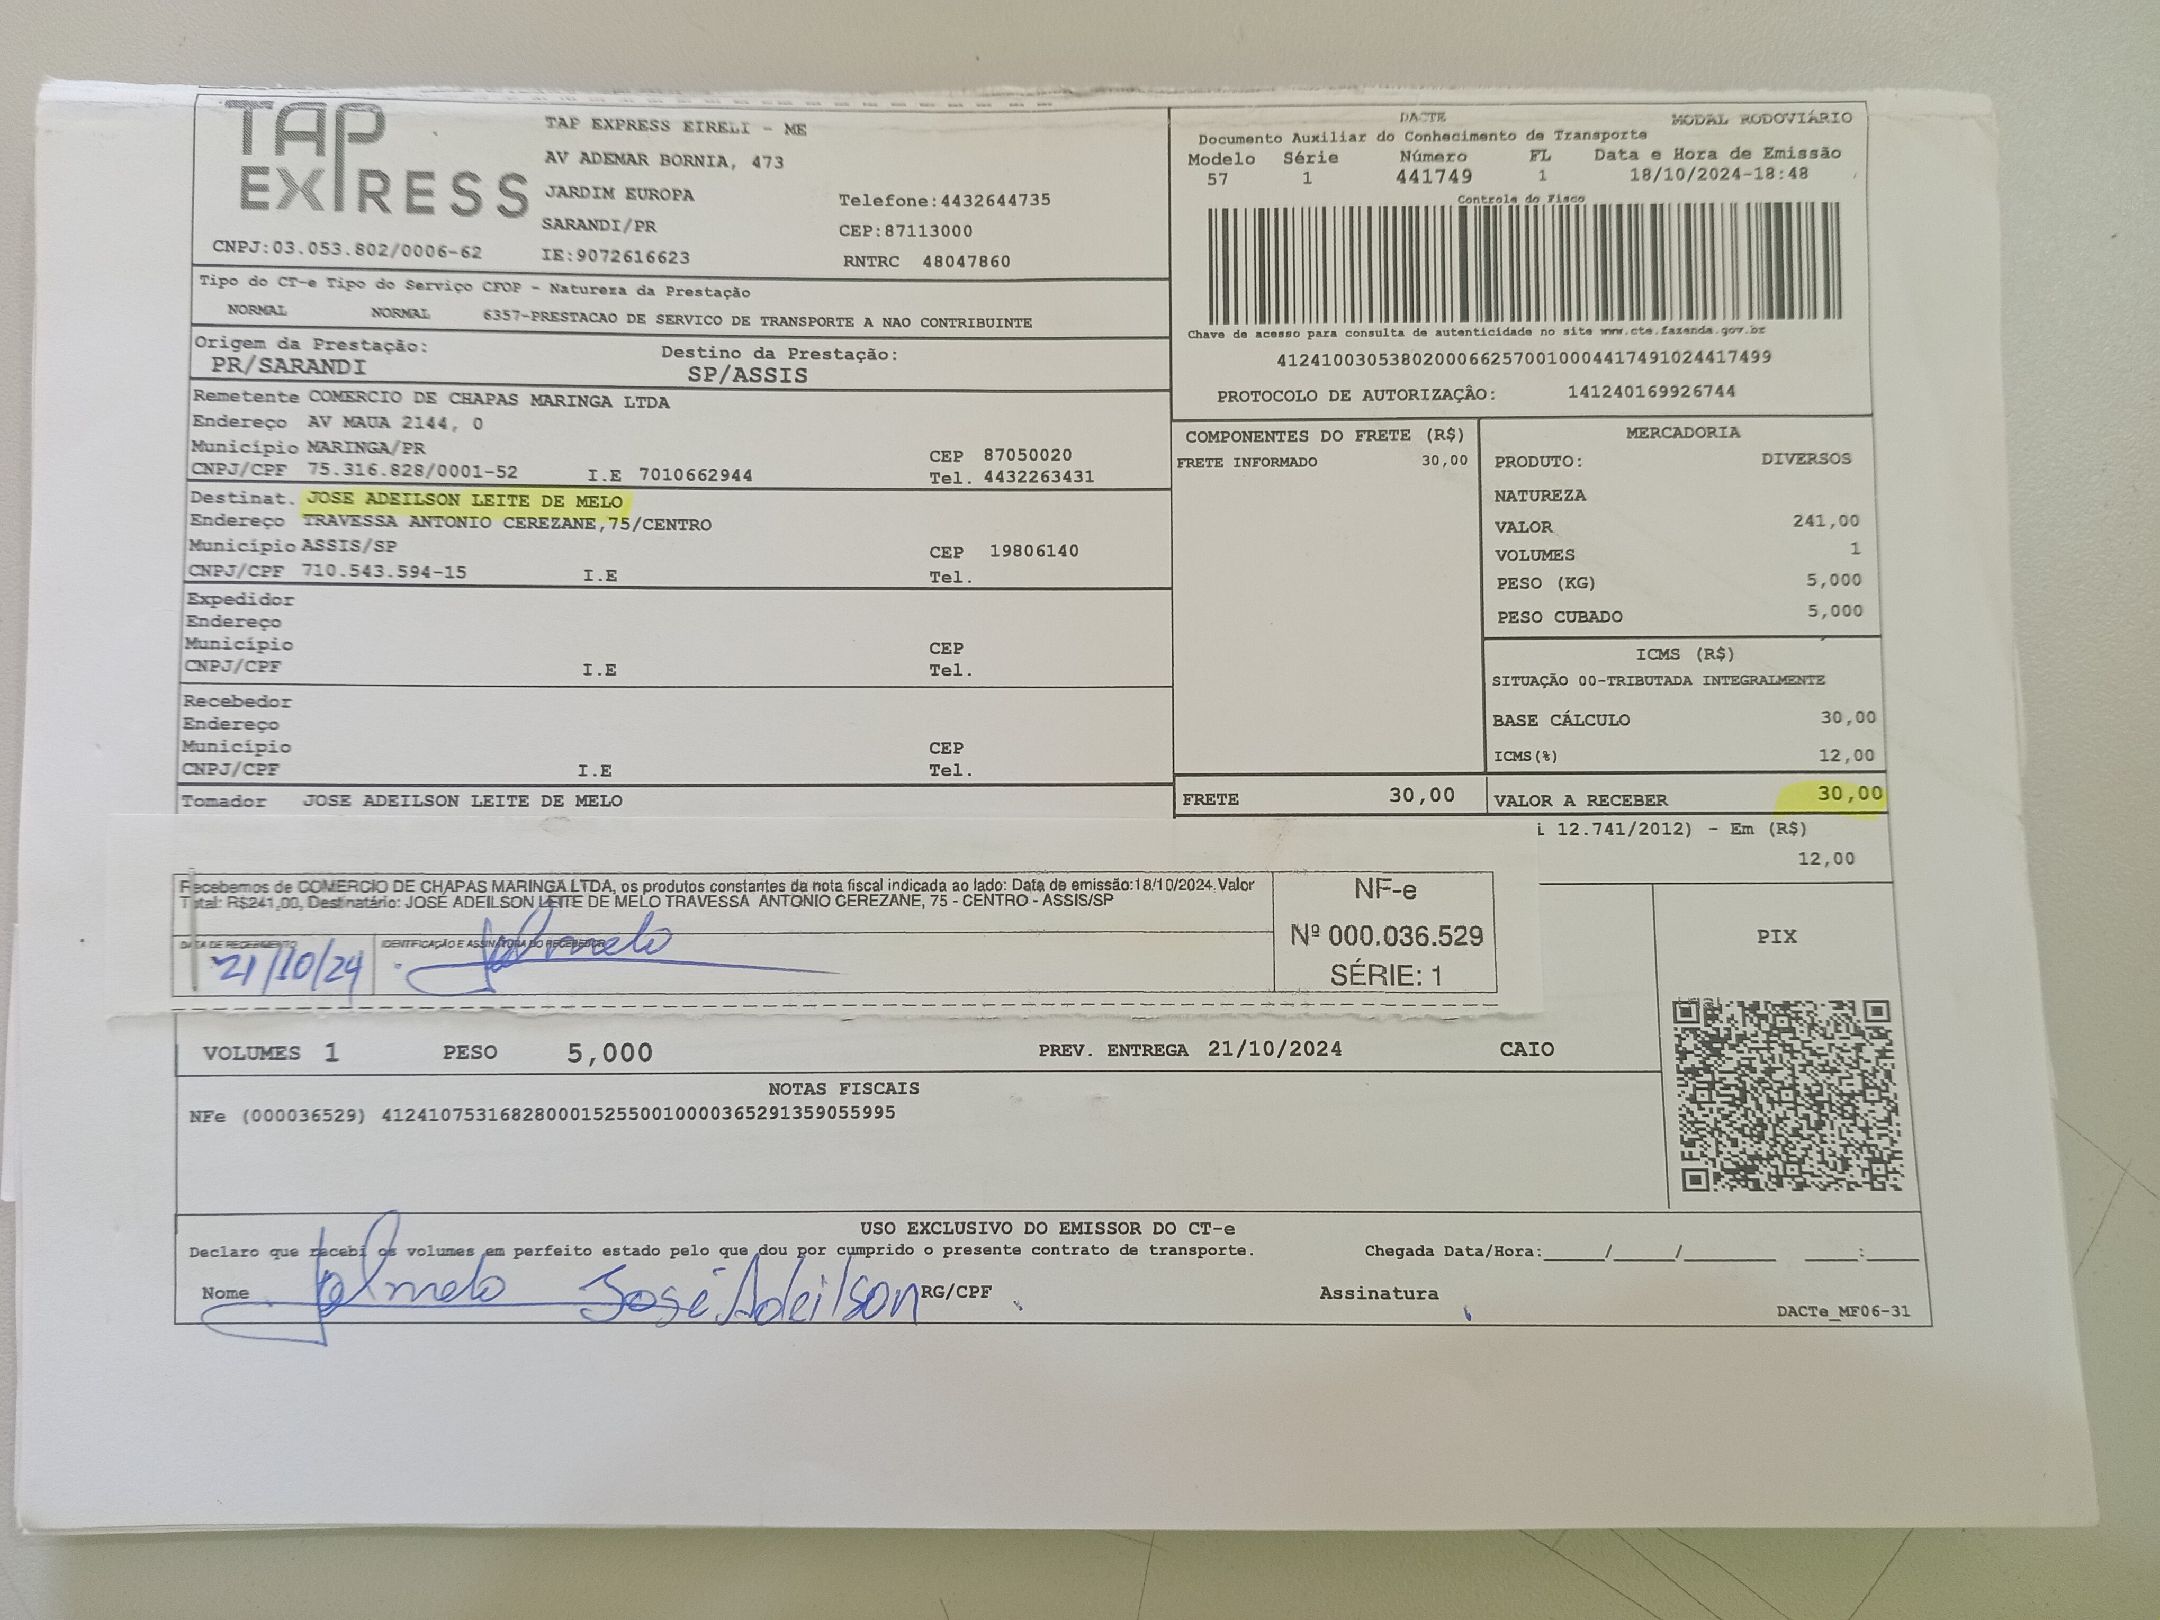 TAP EXPRESS
TAP EXPRESS EIRELI - ME
AV ADEMAR BORNIA, 473
JARDIM EUROPA
Telefone:4432644735
SARANDI/PR
CEP:87113000
CNPJ:03.053.802/0006-62
IE:9072616623
RNTRC 48047860
DACTE
MODAL RODOVIÁRIO
Documento Auxiliar do Conhecimento de Transporte
Modelo Série Número FL Data e Hora de Emissão
57 1 441749 1 18/10/2024-18:48
Controle do Fisco
Chave de acesso para consulta de autenticidade no site www.cte.fazenda.gov.br
41241003053802000662570010004417491024417499
PROTOCOLO DE AUTORIZAÇÂO: 141240169926744
Tipo do CT-e Tipo do Serviço CFOP - Natureza da Prestação
NORMAL NORMAL 6357-PRESTACAO DE SERVICO DE TRANSPORTE A NAO CONTRIBUINTE
Origem da Prestação: Destino da Prestação:
PR/SARANDI SP/ASSIS
Remetente COMERCIO DE CHAPAS MARINGA LTDA
Endereço AV MAUA 2144, 0
Município MARINGA/PR CEP 87050020
CNPJ/CPF 75.316.828/0001-52 I.E 7010662944 Tel. 4432263431
Destinat. JOSE ADEILSON LEITE DE MELO
Endereço TRAVESSA ANTONIO CEREZANE,75/CENTRO
Município ASSIS/SP CEP 19806140
CNPJ/CPF 710.543.594-15 I.E Tel.
Expedidor
Endereço
Município CEP
CNPJ/CPF I.E Tel.
Recebedor
Endereço
Município CEP
CNPJ/CPF I.E Tel.
Tomador JOSE ADEILSON LEITE DE MELO
COMPONENTES DO FRETE (R$)
FRETE INFORMADO 30,00
MERCADORIA
PRODUTO: DIVERSOS
NATUREZA
VALOR 241,00
VOLUMES 1
PESO (KG) 5,000
PESO CUBADO 5,000
ICMS (R$)
SITUAÇÃO 00-TRIBUTADA INTEGRALMENTE
BASE CÁLCULO 30,00
ICMS(%) 12,00
FRETE 30,00 VALOR A RECEBER 30,00
12.741/2012) - Em (R$)
12,00
Recebemos de COMERCIO DE CHAPAS MARINGA LTDA, os produtos constantes da nota fiscal indicada ao lado: Data de emissão:18/10/2024.Valor
Total: R$241,00, Destinatário: JOSE ADEILSON LEITE DE MELO TRAVESSA ANTONIO CEREZANE, 75 - CENTRO - ASSIS/SP
DATA DE RECEBIMENTO IDENTIFICAÇÃO E ASSINATURA DO RECEBEDOR
21/10/24
NF-e
Nº 000.036.529
SÉRIE: 1
PIX
VOLUMES 1 PESO 5,000 PREV. ENTREGA 21/10/2024 CAIO
NOTAS FISCAIS
NFe (000036529) 41241075316828000152550010000365291359055995
USO EXCLUSIVO DO EMISSOR DO CT-e
Declaro que recebi os volumes em perfeito estado pelo que dou por cumprido o presente contrato de transporte. Chegada Data/Hora:____/____/______ ____:____
Nome José Adeilson RG/CPF Assinatura
DACTe_MF06-31